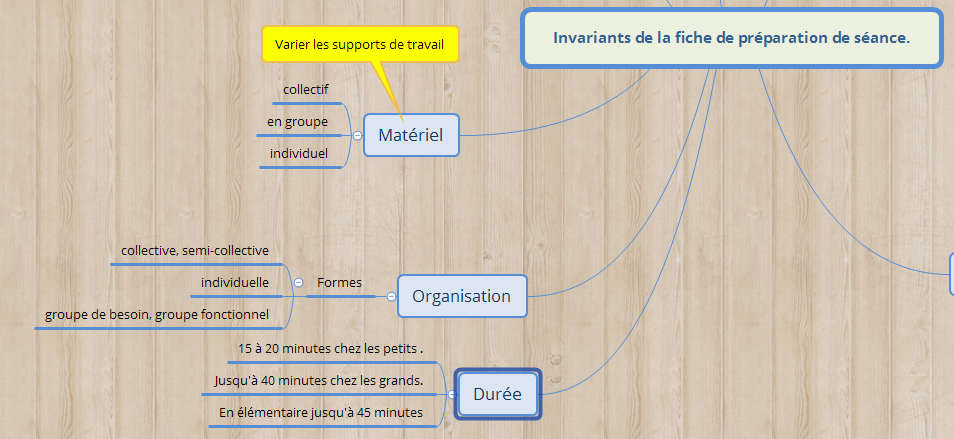 Invariants de la fiche de préparation de séance.
Varier les supports de travail
Matériel
collectif
en groupe
individuel
Organisation
Formes
collective, semi-collective
individuelle
groupe de besoin, groupe fonctionnel
Durée
15 à 20 minutes chez les petits .
Jusqu'à 40 minutes chez les grands.
En élémentaire jusqu'à 45 minutes